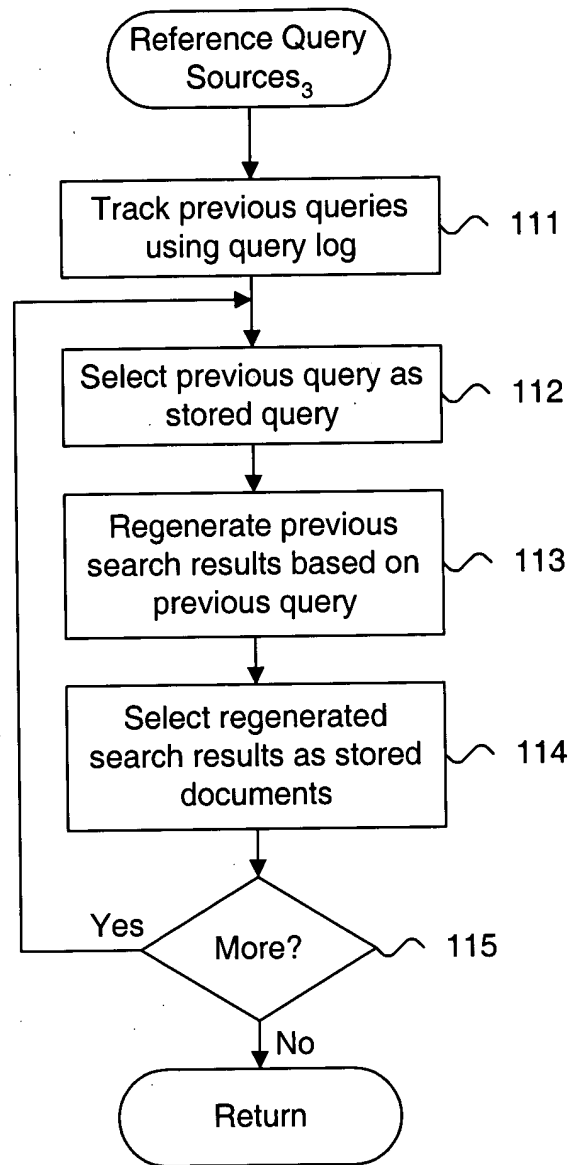 Reference Query
Sources₃
Track previous queries
using query log
111
Select previous query as
stored query
112
Regenerate previous
search results based on
previous query
113
Select regenerated
search results as stored
documents
114
Yes
More?
115
No
Return